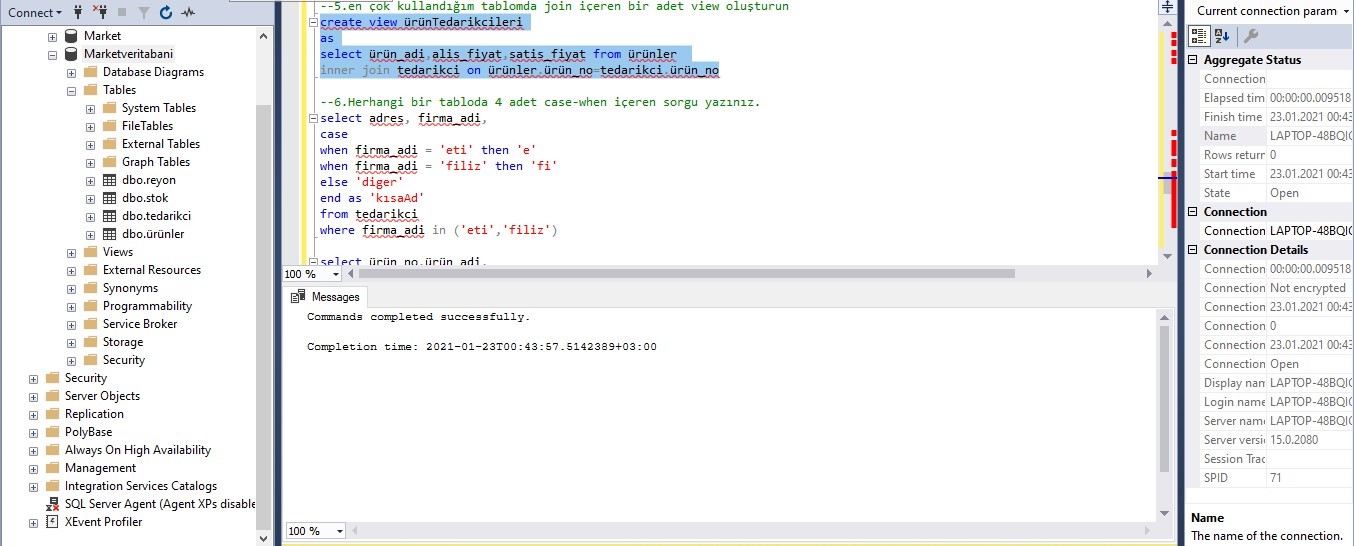 Connect
Market
Marketveritabani
Database Diagrams
Tables
System Tables
FileTables
External Tables
Graph Tables
dbo.reyon
dbo.stok
dbo.tedarikci
dbo.ürünler
Views
External Resources
Synonyms
Programmability
Service Broker
Storage
Security
Security
Server Objects
Replication
PolyBase
Always On High Availability
Management
Integration Services Catalogs
SQL Server Agent (Agent XPs disable
XEvent Profiler
--5.en çok kullandığım tablomda join içeren bir adet view oluşturun
create view ürünTedarikcileri
as
select ürün_adi,alis_fiyat,satis_fiyat from ürünler
inner join tedarikci on ürünler.ürün_no=tedarikci.ürün_no
--6.Herhangi bir tabloda 4 adet case-when içeren sorgu yazınız.
select adres, firma_adi,
case
when firma_adi = 'eti' then 'e'
when firma_adi = 'filiz' then 'fi'
else 'diger'
end as 'kısaAd'
from tedarikci
where firma_adi in ('eti','filiz')
select ürün_no,ürün_adi,
100 %
Messages
Commands completed successfully.
Completion time: 2021-01-23T00:43:57.5142389+03:00
100 %
Current connection param
Aggregate Status
Connection
Elapsed tim 00:00:00.009518
Finish time 23.01.2021 00:43
Name LAPTOP-48BQI
Rows returr 0
Start time 23.01.2021 00:43
State Open
Connection
Connection LAPTOP-48BQI
Connection Details
Connection 00:00:00.009518
Connection Not encrypted
Connection 23.01.2021 00:43
Connection 0
Connection 23.01.2021 00:43
Connection Open
Display nan LAPTOP-48BQI
Login name LAPTOP-48BQI
Server name LAPTOP-48BQI
Server versi 15.0.2080
Session Trac
SPID 71
Name
The name of the connection.